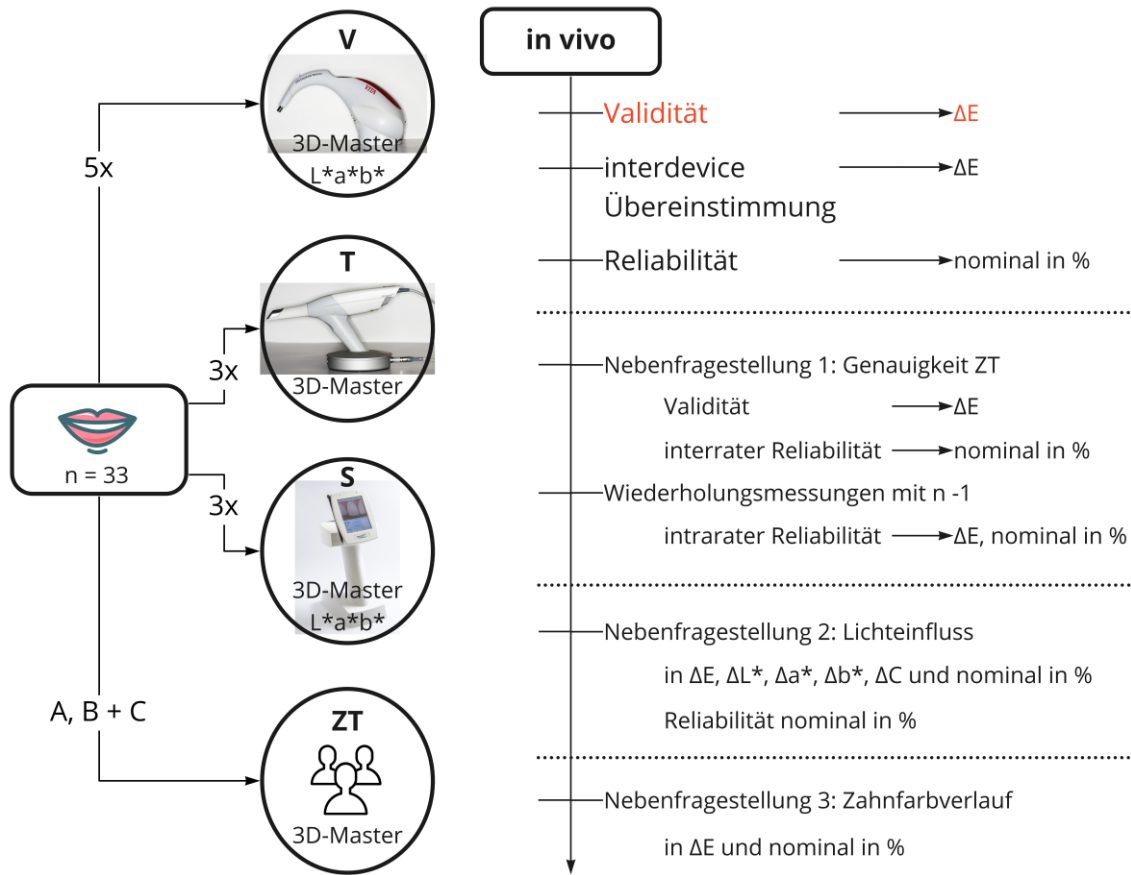 V
3D-Master
L*a*b*
5x
T
3D-Master
3x
n = 33
S
3x
3D-Master
L*a*b*
A, B + C
ZT
3D-Master
in vivo
Validität ΔE
interdevice ΔE
Übereinstimmung
Reliabilität nominal in %
Nebenfragestellung 1: Genauigkeit ZT
Validität ΔE
interrater Reliabilität nominal in %
Wiederholungsmessungen mit n -1
intrarater Reliabilität ΔE, nominal in %
Nebenfragestellung 2: Lichteinfluss
in ΔE, ΔL*, Δa*, Δb*, ΔC und nominal in %
Reliabilität nominal in %
Nebenfragestellung 3: Zahnfarbverlauf
in ΔE und nominal in %